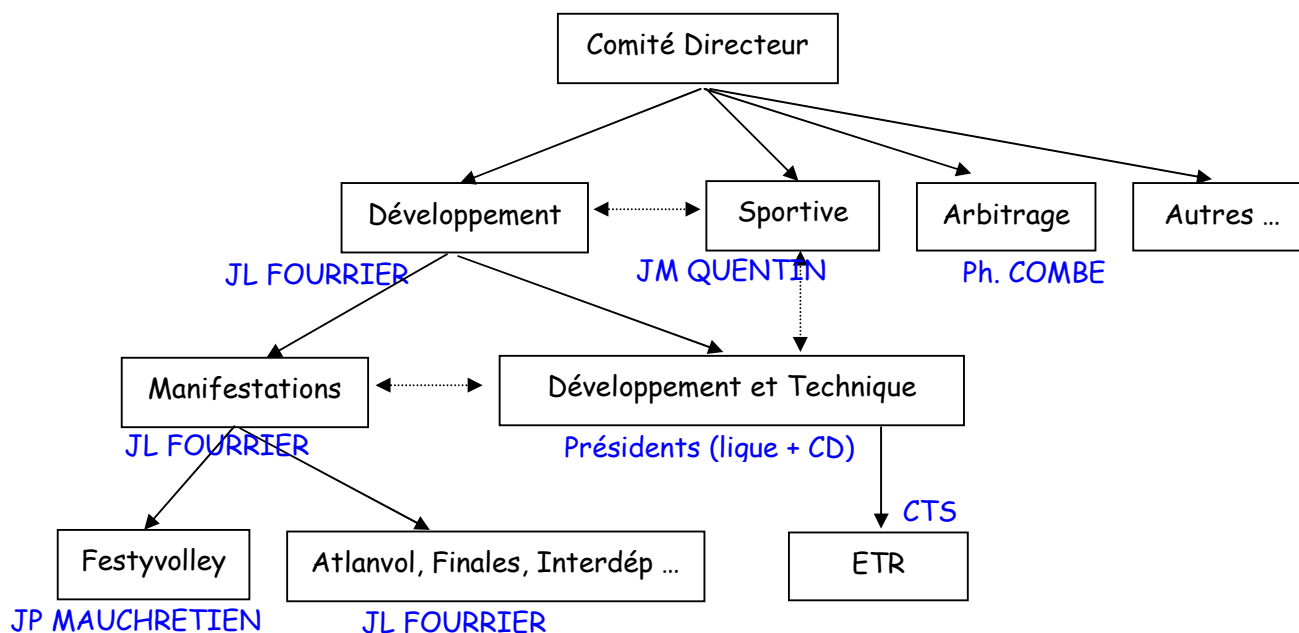 Comité Directeur
Développement
Sportive
Arbitrage
Autres ...
JL FOURRIER
JM QUENTIN
Ph. COMBE
Manifestations
Développement et Technique
JL FOURRIER
Présidents (ligue + CD)
CTS
Festyvolley
Atlanvol, Finales, Interdép ...
ETR
JP MAUCHRETIEN
JL FOURRIER